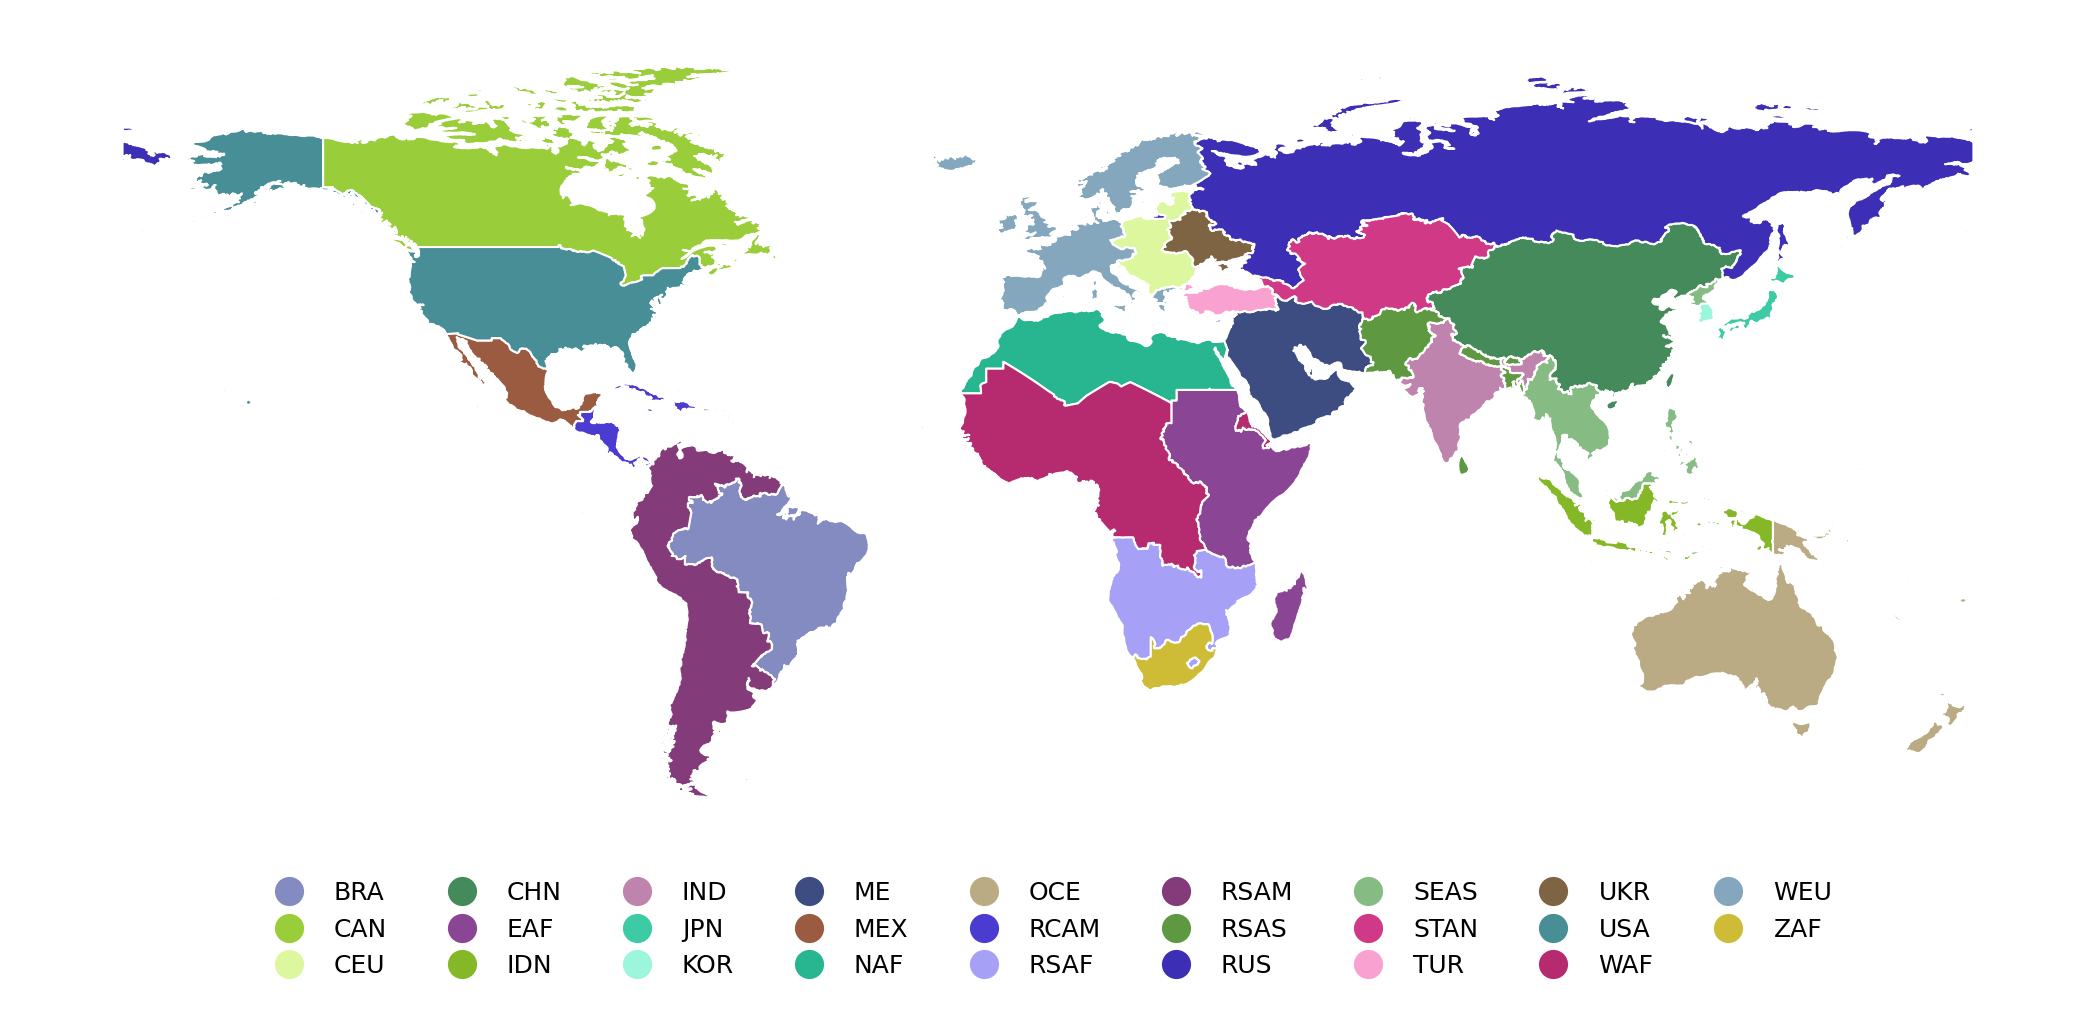 BRA CHN IND ME OCE RSAM SEAS UKR WEU
CAN EAF JPN MEX RCAM RSAS STAN USA ZAF
CEU IDN KOR NAF RSAF RUS TUR WAF